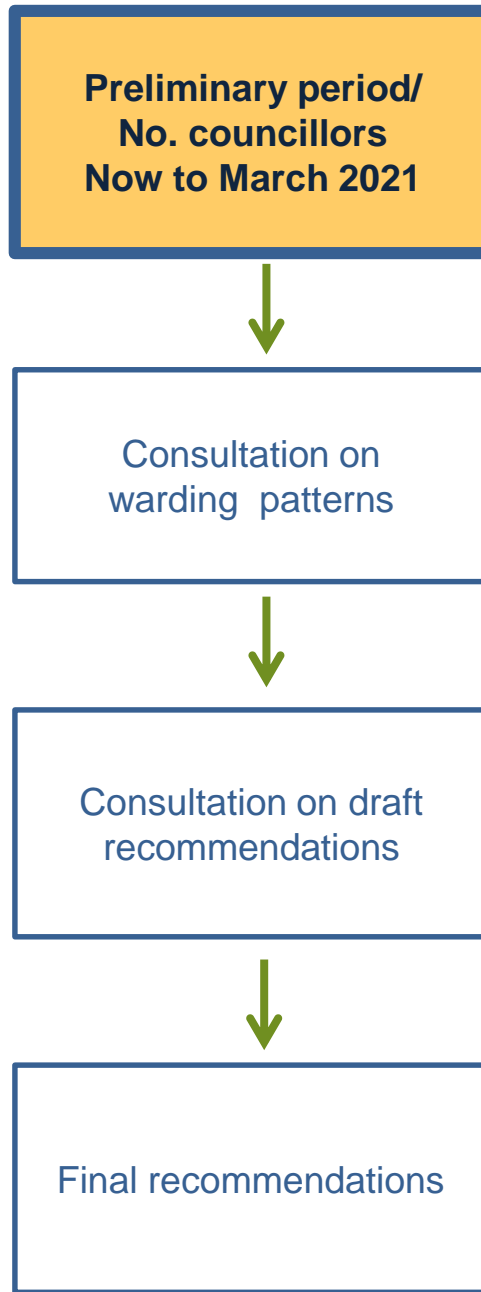 Preliminary period/
No. councillors
Now to March 2021
Consultation on
warding  patterns
Consultation on draft
recommendations
Final recommendations